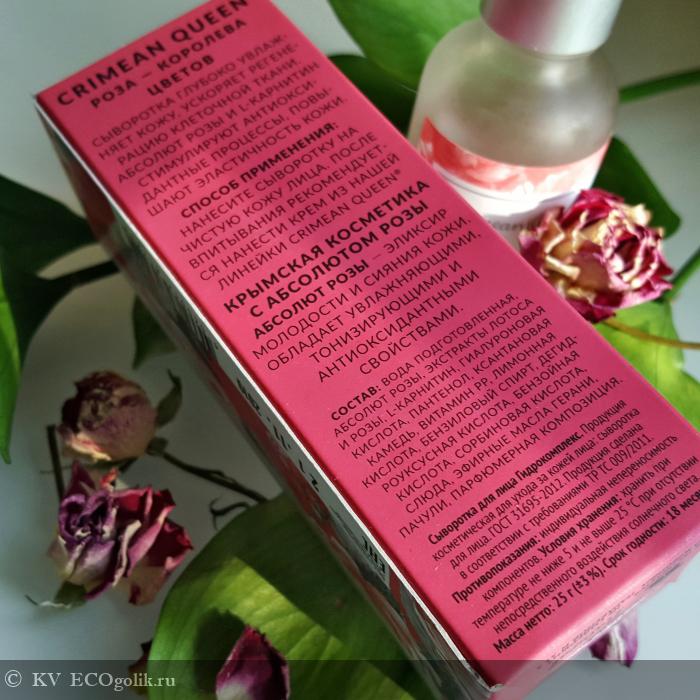 CRIMEAN QUEEN
РОЗА – КОРОЛЕВА
ЦВЕТОВ
СЫВОРОТКА ГЛУБОКО УВЛАЖ-
НЯЕТ КОЖУ, УСКОРЯЕТ РЕГЕНЕ-
РАЦИЮ КЛЕТОЧНОЙ ТКАНИ.
АБСОЛЮТ РОЗЫ И L-КАРНИТИН
СТИМУЛИРУЮТ АНТИОКСИ-
ДАНТНЫЕ ПРОЦЕССЫ, ПОВЫ-
ШАЮТ ЭЛАСТИЧНОСТЬ КОЖИ.
СПОСОБ ПРИМЕНЕНИЯ:
НАНЕСИТЕ СЫВОРОТКУ НА
ЧИСТУЮ КОЖУ ЛИЦА. ПОСЛЕ
ВПИТЫВАНИЯ РЕКОМЕНДУЕТ-
СЯ НАНЕСТИ КРЕМ ИЗ НАШЕЙ
ЛИНЕЙКИ CRIMEAN QUEEN®
КРЫМСКАЯ КОСМЕТИКА
С АБСОЛЮТОМ РОЗЫ
АБСОЛЮТ РОЗЫ – ЭЛИКСИР
МОЛОДОСТИ И СИЯНИЯ КОЖИ.
ОБЛАДАЕТ УВЛАЖНЯЮЩИМИ,
ТОНИЗИРУЮЩИМИ И
АНТИОКСИДАНТНЫМИ
СВОЙСТВАМИ.
СОСТАВ: ВОДА ПОДГОТОВЛЕННАЯ,
АБСОЛЮТ РОЗЫ, ЭКСТРАКТЫ ЛОТОСА
И РОЗЫ, L-КАРНИТИН, ГИАЛУРОНОВАЯ
КИСЛОТА, ПАНТЕНОЛ, КСАНТАНОВАЯ
КАМЕДЬ, ВИТАМИН РР, ЛИМОННАЯ
КИСЛОТА, БЕНЗИЛОВЫЙ СПИРТ, ДЕГИД-
РОУКСУСНАЯ КИСЛОТА, БЕНЗОЙНАЯ
КИСЛОТА, СОРБИНОВАЯ КИСЛОТА,
СЛЮДА, ЭФИРНЫЕ МАСЛА ГЕРАНИ,
ПАЧУЛИ, ПАРФЮМЕРНАЯ КОМПОЗИЦИЯ.
Сыворотка для лица Гидрокомплекс. Продукция
косметическая для ухода за кожей лица: сыворотка
для лица. ГОСТ 31695-2012. Продукция сделана
в соответствии с требованиями ТР ТС 009/2011.
Противопоказания: индивидуальная непереносимость
компонентов. Условия хранения: хранить при
температуре не ниже 5 и не выше 25 °С при отсутствии
непосредственного воздействия солнечного света.
Масса нетто: 25 г (±3 %). Срок годности: 18 мес
EAC
© KV ECOgolik.ru